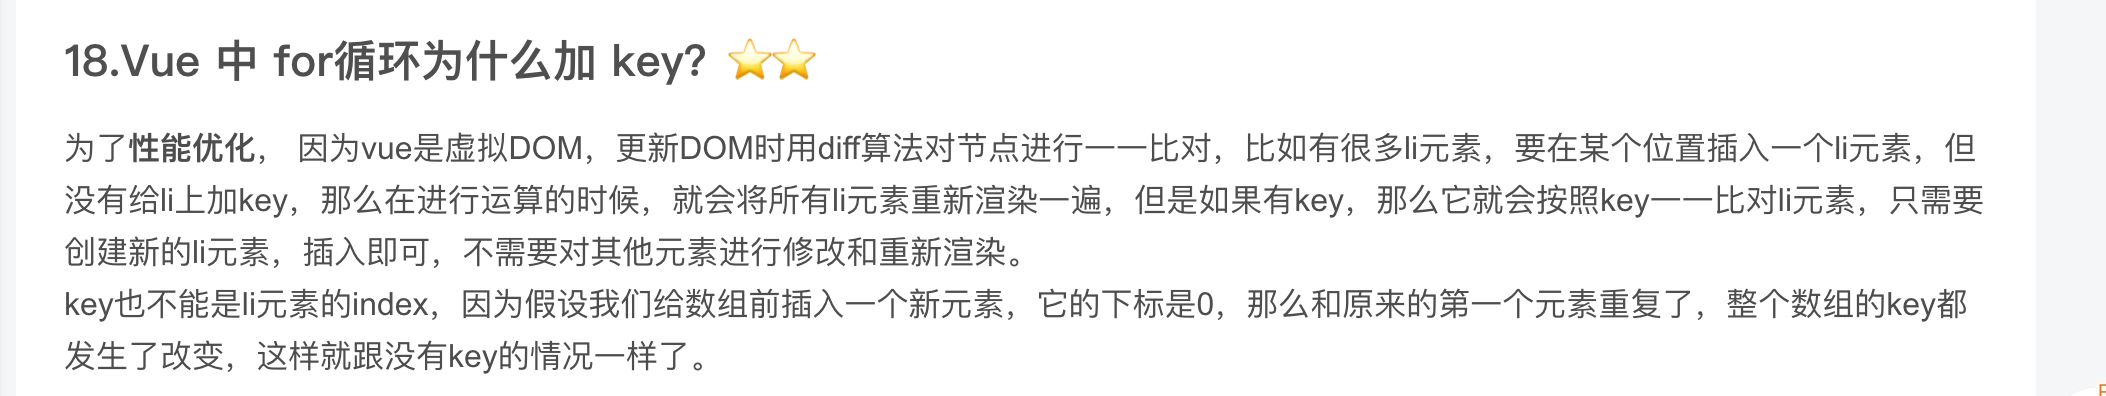 18.Vue 中 for循环为什么加 key? ⭐⭐
为了性能优化， 因为vue是虚拟DOM，更新DOM时用diff算法对节点进行一一比对，比如有很多li元素，要在某个位置插入一个li元素，但
没有给li上加key，那么在进行运算的时候，就会将所有li元素重新渲染一遍，但是如果有key，那么它就会按照key一一比对li元素，只需要
创建新的li元素，插入即可，不需要对其他元素进行修改和重新渲染。
key也不能是li元素的index，因为假设我们给数组前插入一个新元素，它的下标是0，那么和原来的第一个元素重复了，整个数组的key都
发生了改变，这样就跟没有key的情况一样了。